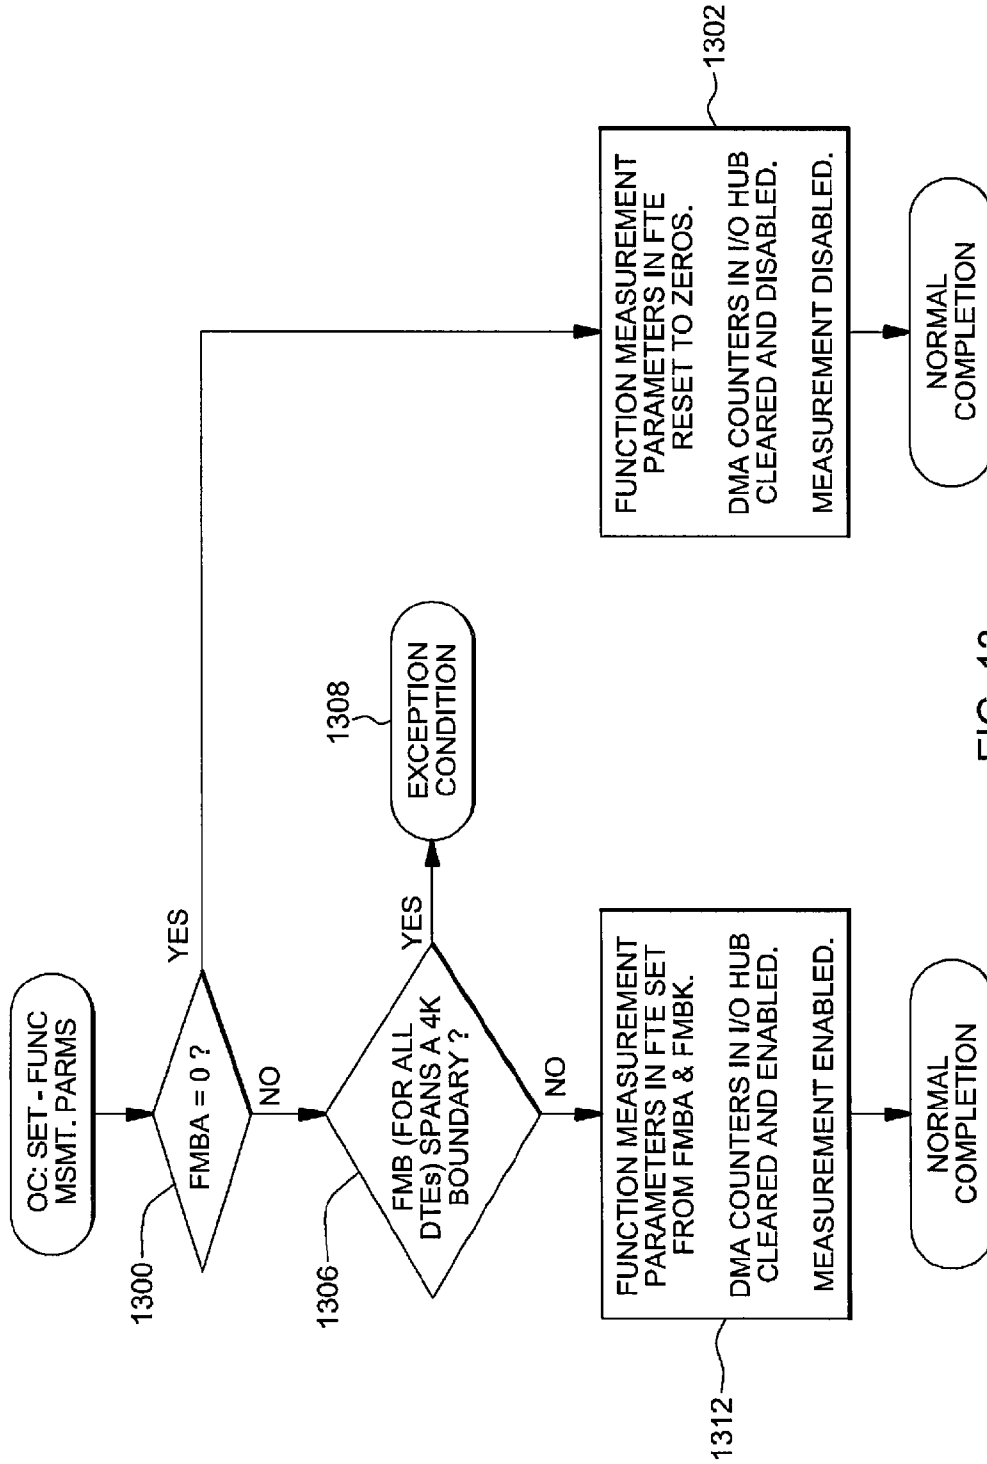 OC: SET - FUNC
MSMT. PARMS
1300
FMBA = 0 ?
YES
NO
1306
FMB (FOR ALL
DTEs) SPANS A 4K
BOUNDARY ?
YES
NO
1308
EXCEPTION
CONDITION
1312
FUNCTION MEASUREMENT
PARAMETERS IN FTE SET
FROM FMBA & FMBK.
DMA COUNTERS IN I/O HUB
CLEARED AND ENABLED.
MEASUREMENT ENABLED.
NORMAL
COMPLETION
1302
FUNCTION MEASUREMENT
PARAMETERS IN FTE
RESET TO ZEROS.
DMA COUNTERS IN I/O HUB
CLEARED AND DISABLED.
MEASUREMENT DISABLED.
NORMAL
COMPLETION